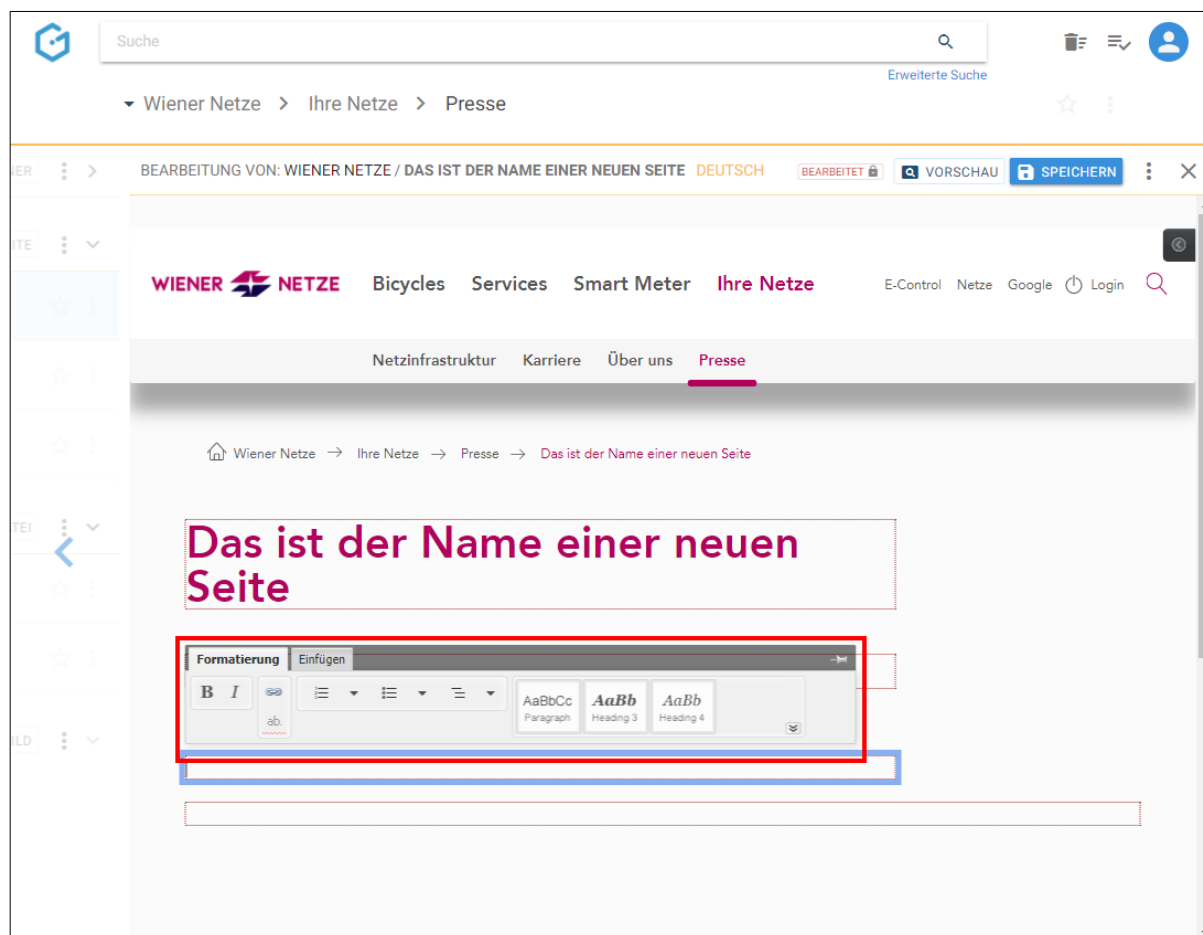 Suche
Erweiterte Suche
Wiener Netze > Ihre Netze > Presse
BEARBEITUNG VON: WIENER NETZE / DAS IST DER NAME EINER NEUEN SEITE DEUTSCH BEARBEITET VORSCHAU SPEICHERN
WIENER NETZE Bicycles Services Smart Meter Ihre Netze E-Control Netze Google Login
Netzinfrastruktur Karriere Über uns Presse
Wiener Netze → Ihre Netze → Presse → Das ist der Name einer neuen Seite
Das ist der Name einer neuen
Seite
Formatierung Einfügen
B I
ab.
AaBbCc AaBb AaBb
Paragraph Heading 3 Heading 4